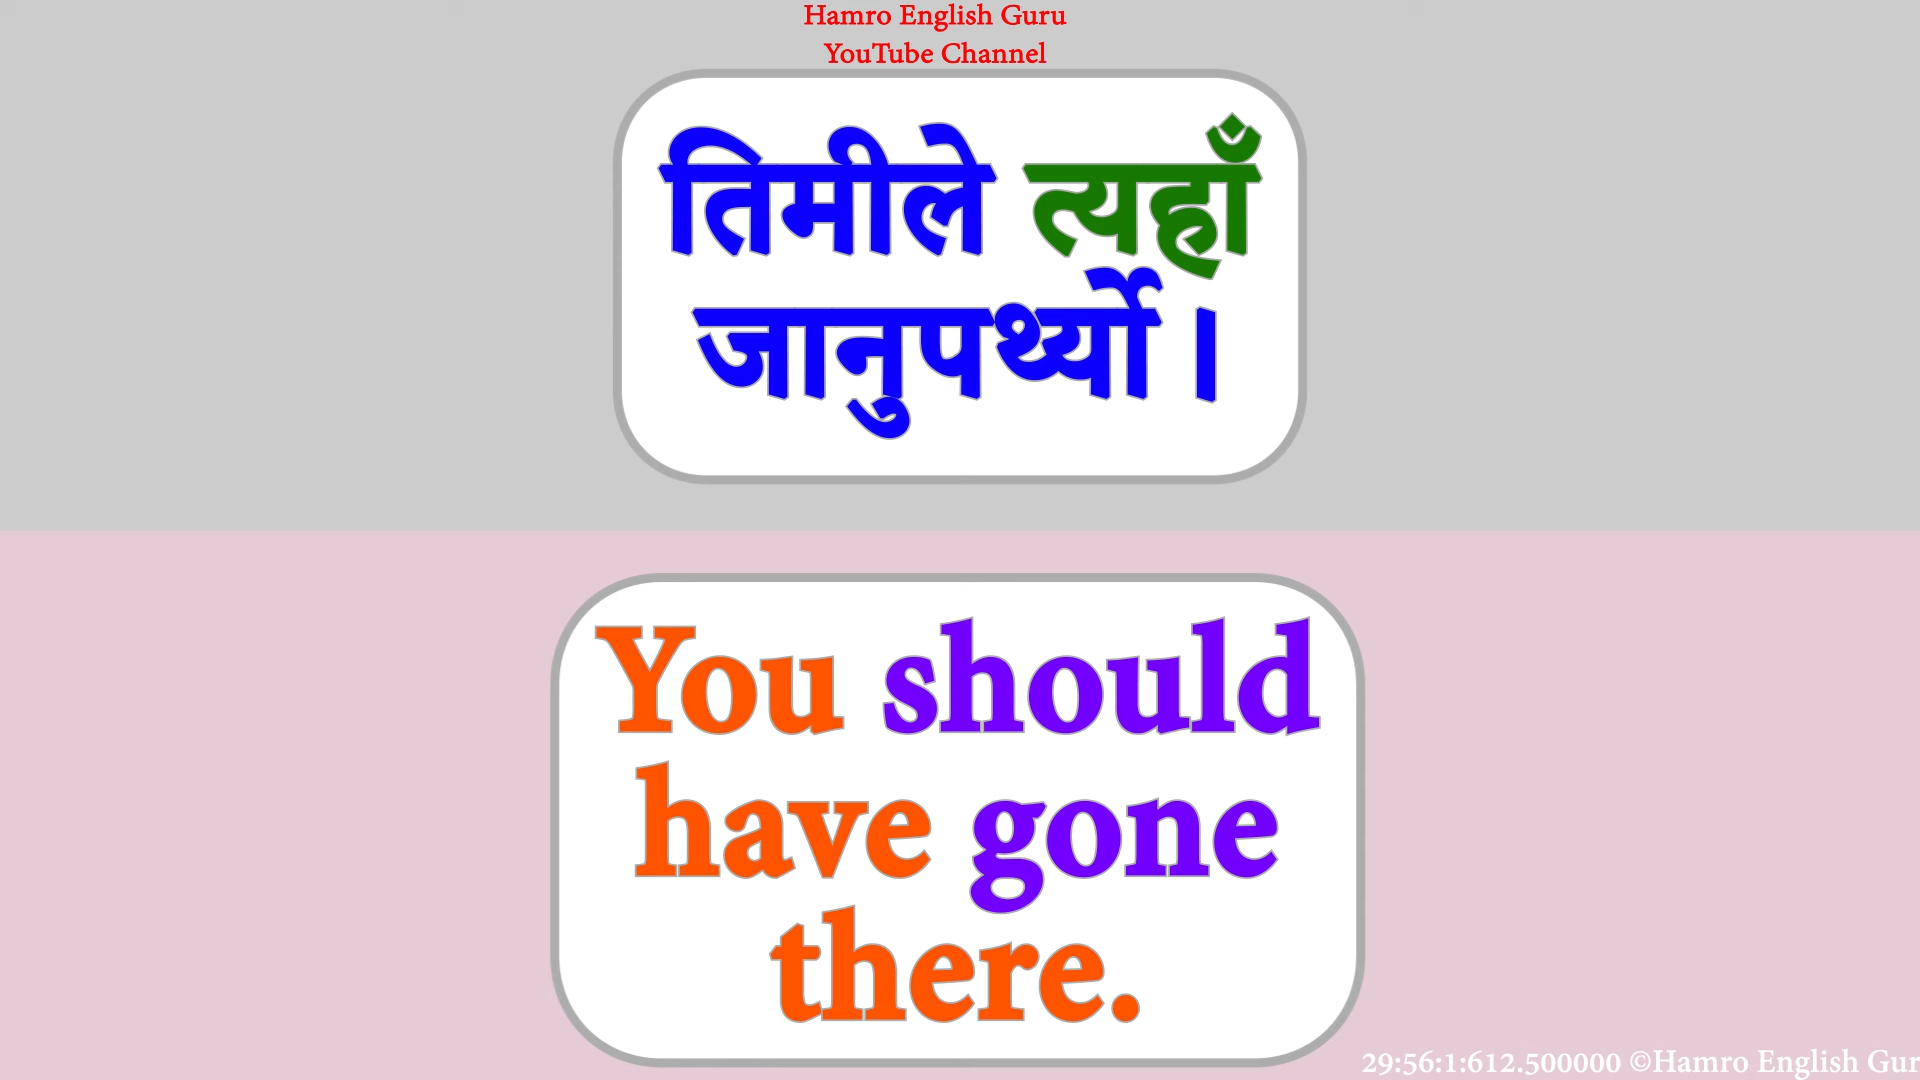 Hamro English Guru
YouTube Channel
तिमीले त्यहाँ
जानुपर्थ्यो ।
You should
have gone
there.
29:56:1:612.500000 ©Hamro English Gur